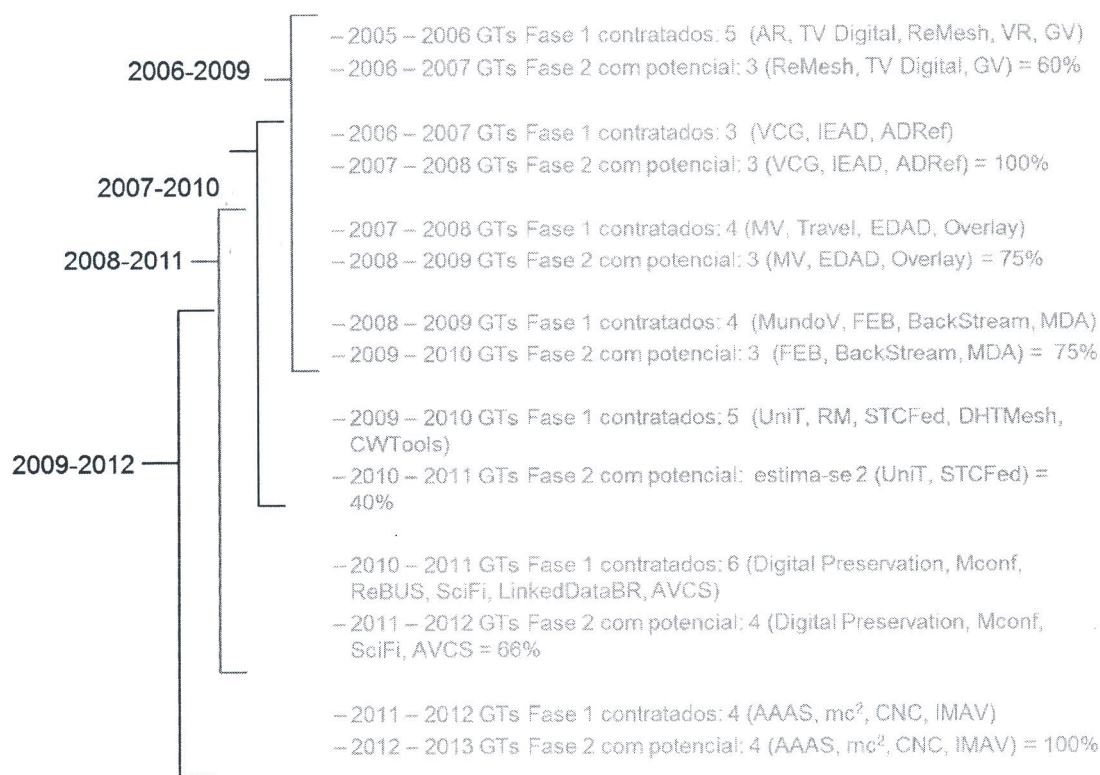 – 2005 – 2006 GTs Fase 1 contratados: 5 (AR, TV Digital, ReMesh, VR, GV)
2006-2009
– 2006 – 2007 GTs Fase 2 com potencial: 3 (ReMesh, TV Digital, GV) = 60%
– 2006 – 2007 GTs Fase 1 contratados: 3 (VCG, IEAD, ADRef)
– 2007 – 2008 GTs Fase 2 com potencial: 3 (VCG, IEAD, ADRef) = 100%
2007-2010
– 2007 – 2008 GTs Fase 1 contratados: 4 (MV, Travel, EDAD, Overlay)
2008-2011
– 2008 – 2009 GTs Fase 2 com potencial: 3 (MV, EDAD, Overlay) = 75%
– 2008 – 2009 GTs Fase 1 contratados: 4 (MundoV, FEB, BackStream, MDA)
– 2009 – 2010 GTs Fase 2 com potencial: 3 (FEB, BackStream, MDA) = 75%
– 2009 – 2010 GTs Fase 1 contratados: 5 (UniT, RM, STCFed, DHTMesh,
CWTools)
2009-2012
– 2010 – 2011 GTs Fase 2 com potencial: estima-se 2 (UniT, STCFed) =
40%
– 2010 – 2011 GTs Fase 1 contratados: 6 (Digital Preservation, Mconf,
ReBUS, SciFi, LinkedDataBR, AVCS)
– 2011 – 2012 GTs Fase 2 com potencial: 4 (Digital Preservation, Mconf,
SciFi, AVCS = 66%
– 2011 – 2012 GTs Fase 1 contratados: 4 (AAAS, mc², CNC, IMAV)
– 2012 – 2013 GTs Fase 2 com potencial: 4 (AAAS, mc², CNC, IMAV) = 100%